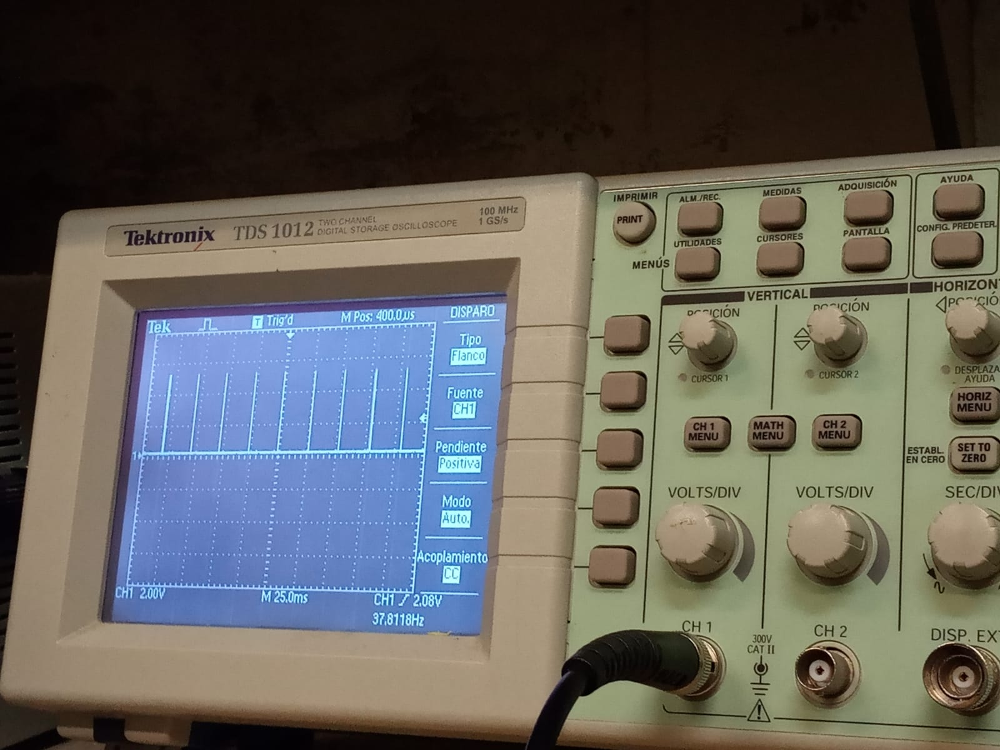 Tektronix TDS 1012 TWO CHANNEL
DIGITAL STORAGE OSCILLOSCOPE
100 MHz
1 GS/s
Tek
T Trig'd
M Pos: 400.0µs
DISPARO
Tipo
Flanco
Fuente
CH1
Pendiente
Positiva
Modo
Auto.
Acoplamiento
CC
1
CH1 2.00V
M 25.0ms
CH1 2.08V
37.8118Hz
IMPRIMIR
PRINT
ALM./REC.
MEDIDAS
ADQUISICIÓN
AYUDA
MENÚS
UTILIDADES
CURSORES
PANTALLA
CONFIG. PREDETER.
VERTICAL
HORIZON
POSICIÓN
POSICIÓN
POSICIÓ
CURSOR 1
CURSOR 2
DESPLAZA
AYUDA
CH 1
MENU
MATH
MENU
CH 2
MENU
HORIZ
MENU
ESTABL.
EN CERO
SET TO
ZERO
VOLTS/DIV
VOLTS/DIV
SEC/DIV
CH 1
300V
CAT II
CH 2
DISP. EXT